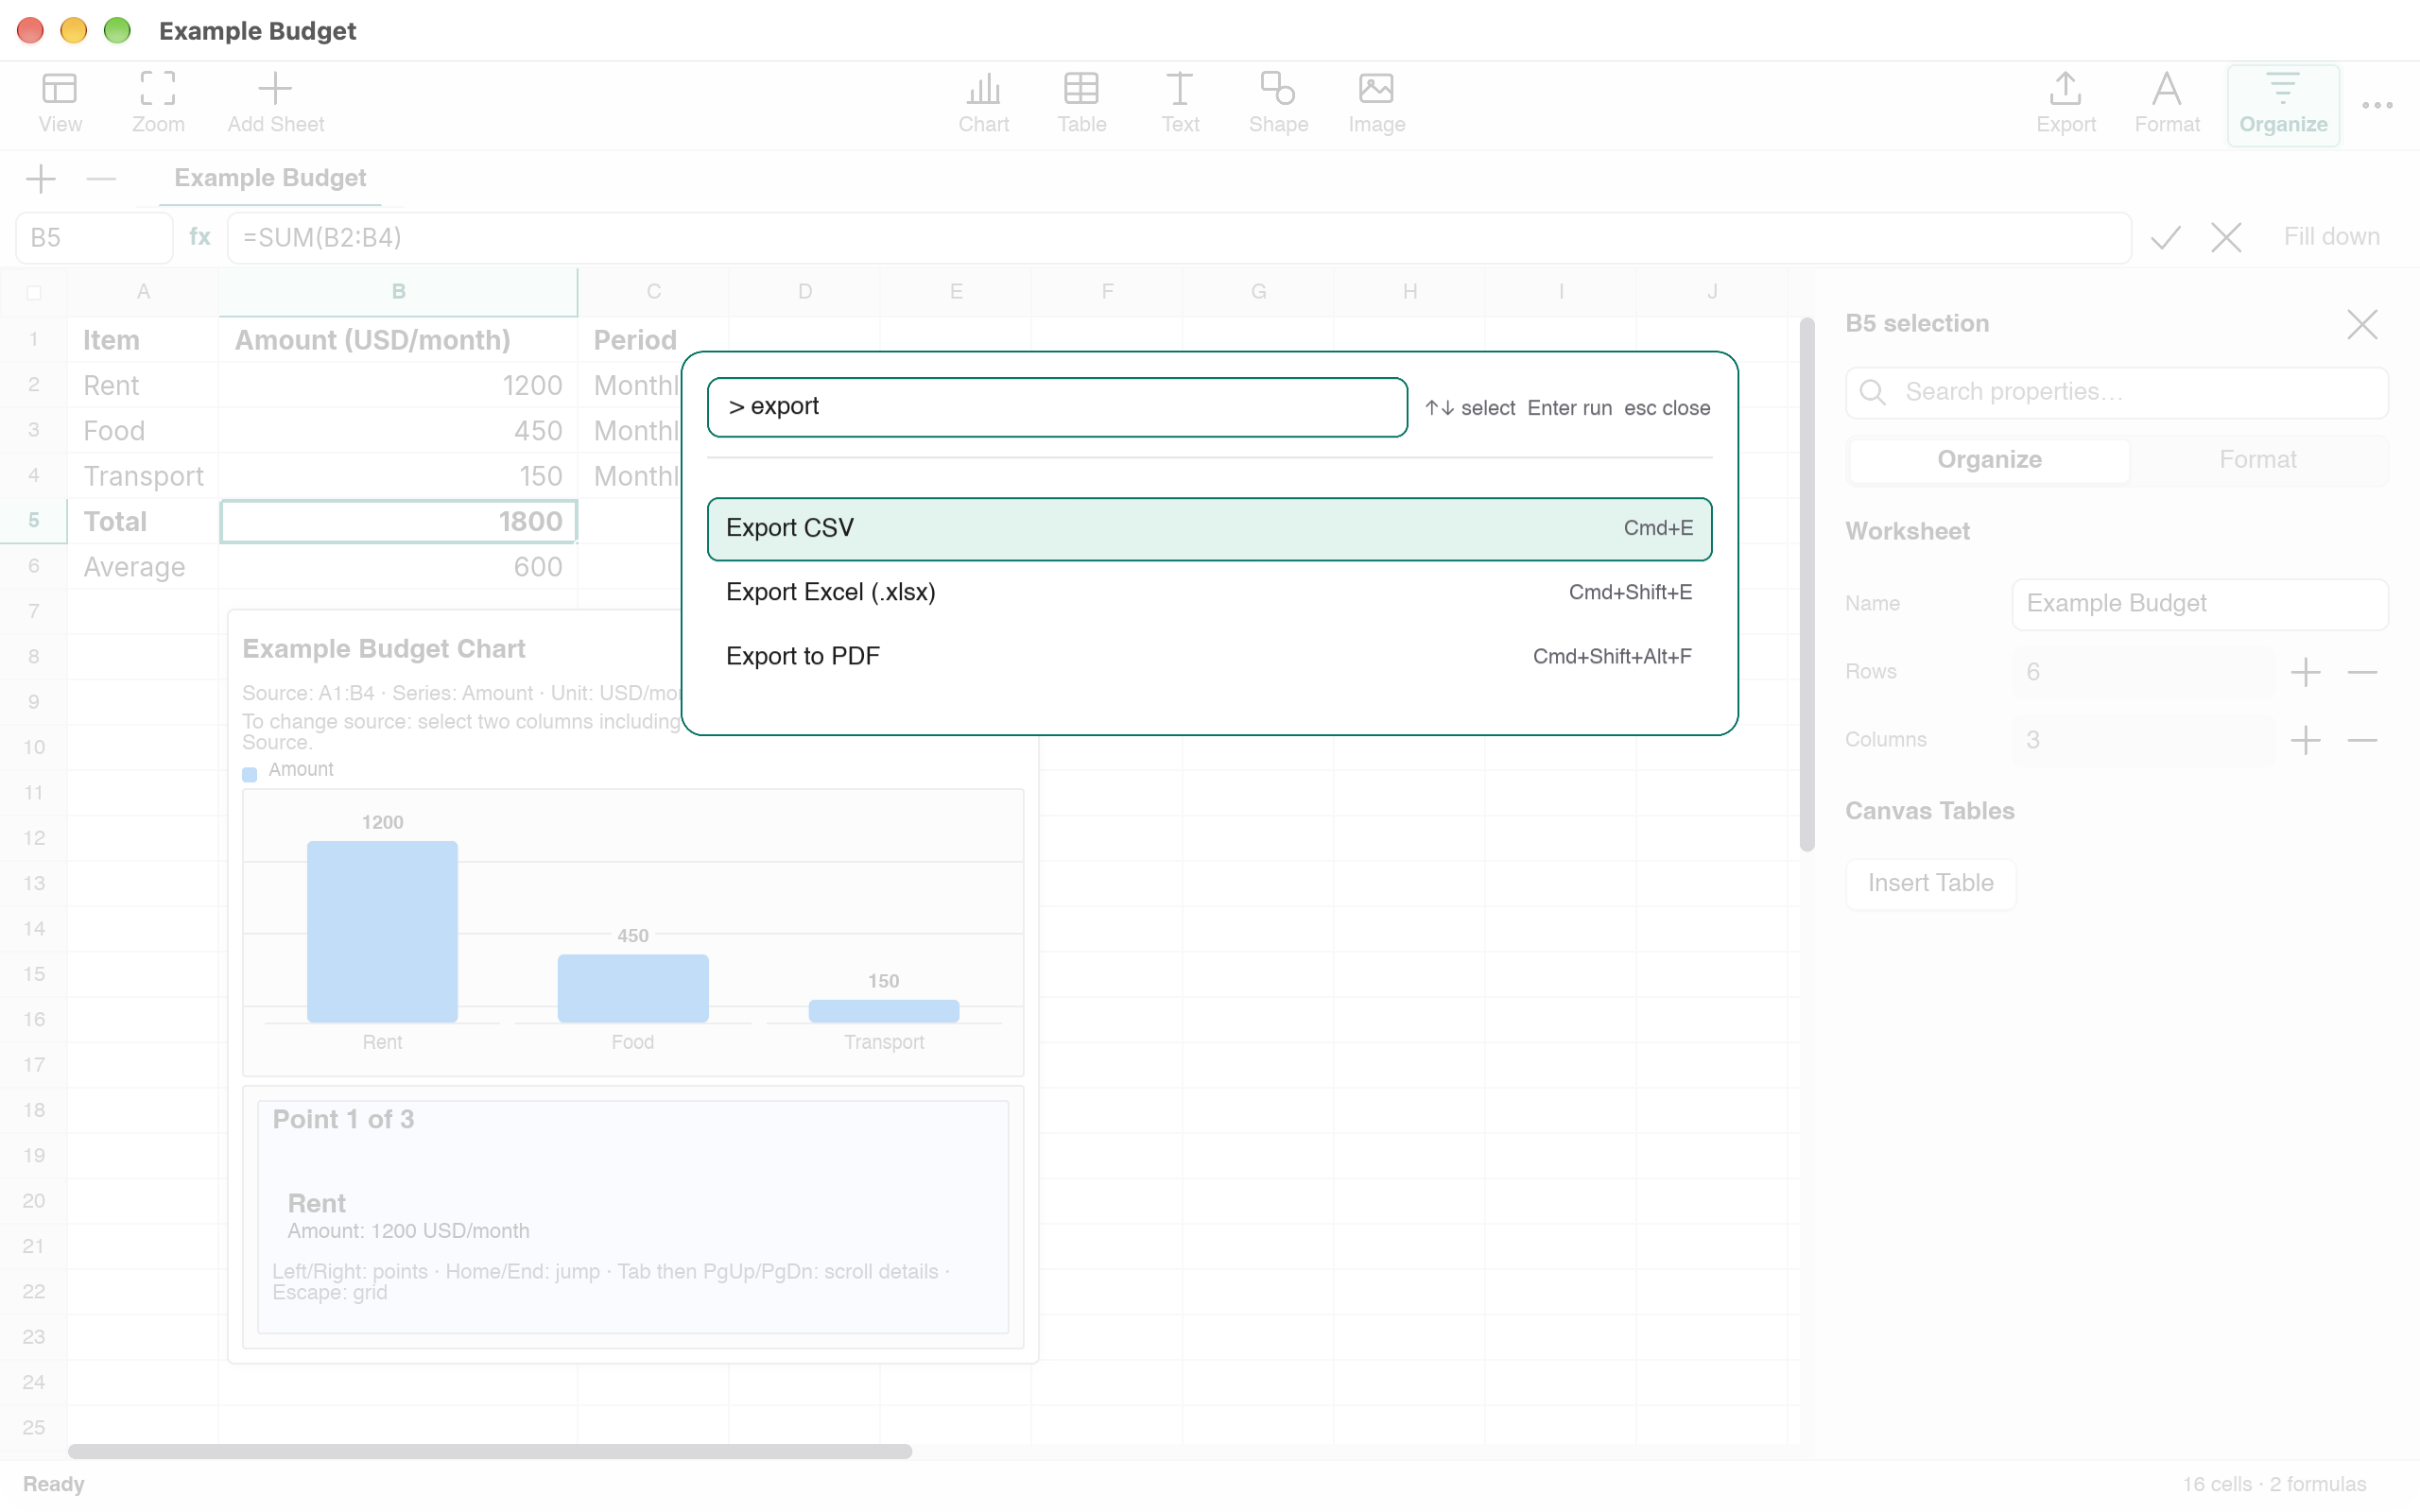 Example Budget
View Zoom Add Sheet Chart Table Text Shape Image Export Format Organize
Example Budget
B5 fx =SUM(B2:B4) Fill down
A B C D E F G H I J
1 Item Amount (USD/month) Period
2 Rent 1200 Monthl
3 Food 450 Monthl
4 Transport 150 Monthl
5 Total 1800
6 Average 600
7
8
9
10
11
12
13
14
15
16
17
18
19
20
21
22
23
24
25
> export ↑↓ select Enter run esc close
Export CSV Cmd+E
Export Excel (.xlsx) Cmd+Shift+E
Export to PDF Cmd+Shift+Alt+F
Example Budget Chart
Source: A1:B4 · Series: Amount · Unit: USD/mo
To change source: select two columns including
Source.
Amount
1200
450
150
Rent Food Transport
Point 1 of 3
Rent
Amount: 1200 USD/month
Left/Right: points · Home/End: jump · Tab then PgUp/PgDn: scroll details ·
Escape: grid
B5 selection
Search properties…
Organize Format
Worksheet
Name Example Budget
Rows 6
Columns 3
Canvas Tables
Insert Table
Ready 16 cells · 2 formulas